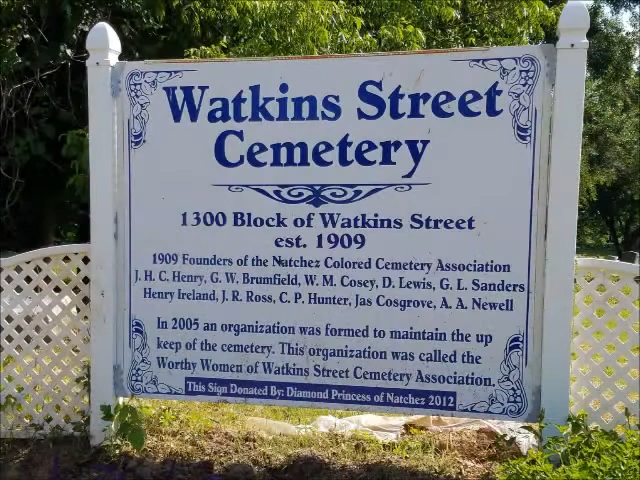 Watkins Street
Cemetery
1300 Block of Watkins Street
est. 1909
1909 Founders of the Natchez Colored Cemetery Association
J. H. C. Henry, G. W. Brumfield, W. M. Cosey, D. Lewis, G. L. Sanders
Henry Ireland, J. R. Ross, C. P. Hunter, Jas Cosgrove, A. A. Newell
In 2005 an organization was formed to maintain the up
keep of the cemetery. This organization was called the
Worthy Women of Watkins Street Cemetery Association.
This Sign Donated By: Diamond Princess of Natchez 2012